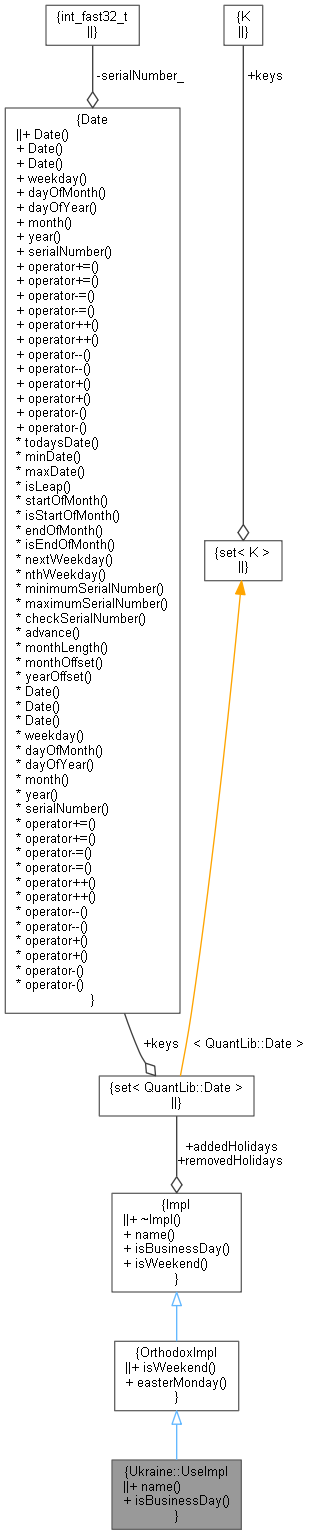 {int_fast32_t
||}
{K
||}
-serialNumber_
+keys
{Date
||+ Date()
+ Date()
+ Date()
+ weekday()
+ dayOfMonth()
+ dayOfYear()
+ month()
+ year()
+ serialNumber()
+ operator+=()
+ operator+=()
+ operator-=()
+ operator-=()
+ operator++()
+ operator++()
+ operator--()
+ operator--()
+ operator+()
+ operator+()
+ operator-()
+ operator-()
* todaysDate()
* minDate()
* maxDate()
* isLeap()
* startOfMonth()
* isStartOfMonth()
* endOfMonth()
* isEndOfMonth()
* nextWeekday()
* nthWeekday()
* minimumSerialNumber()
* maximumSerialNumber()
* checkSerialNumber()
* advance()
* monthLength()
* monthOffset()
* yearOffset()
* Date()
* Date()
* Date()
* weekday()
* dayOfMonth()
* dayOfYear()
* month()
* year()
* serialNumber()
* operator+=()
* operator+=()
* operator-=()
* operator-=()
* operator++()
* operator++()
* operator--()
* operator--()
* operator+()
* operator+()
* operator-()
* operator-()
}
{set< K >
||}
+keys
< QuantLib::Date >
{set< QuantLib::Date >
||}
+addedHolidays
+removedHolidays
{Impl
||+ ~Impl()
+ name()
+ isBusinessDay()
+ isWeekend()
}
{OrthodoxImpl
||+ isWeekend()
+ easterMonday()
}
{Ukraine::UseImpl
||+ name()
+ isBusinessDay()
}